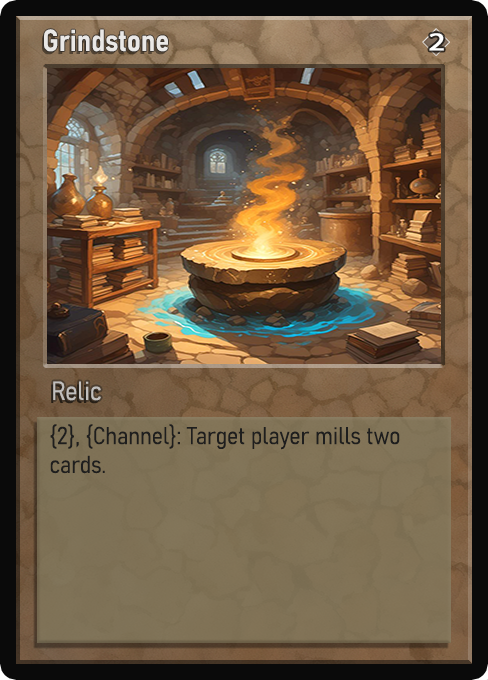 Grindstone 2
Relic
{2}, {Channel}: Target player mills two
cards.